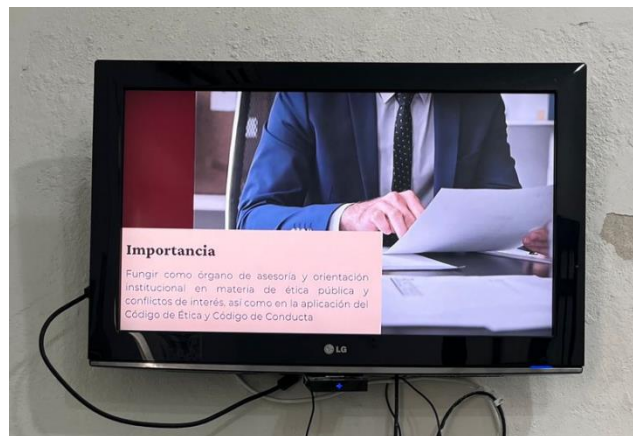 Importancia
Fungir como órgano de asesoría y orientación
institucional en materia de ética pública y
conflictos de interés, así como en la aplicación del
Código de Ética y Código de Conducta
LG